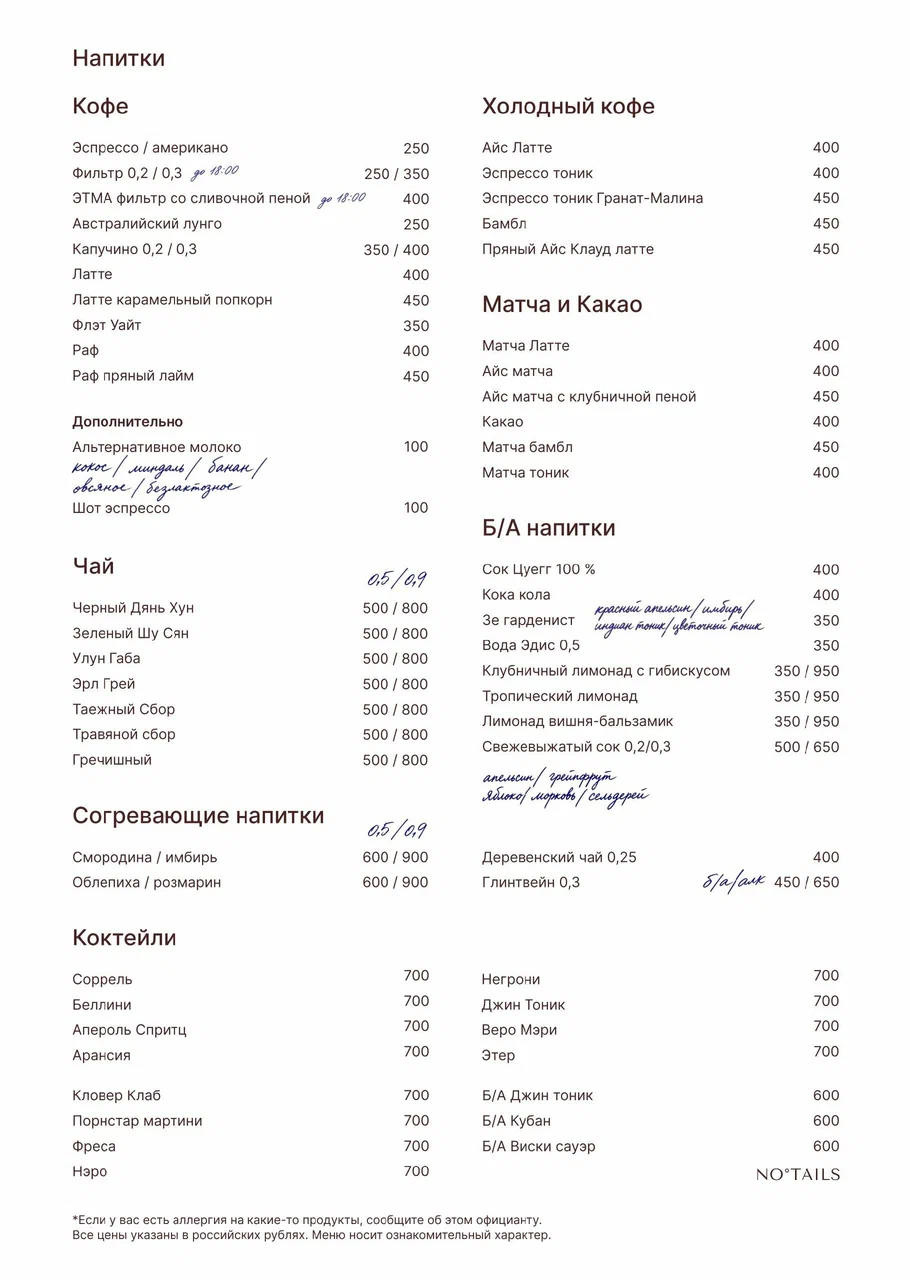 Напитки
Кофе
Эспрессо / американо 250
Фильтр 0,2 / 0,3 до 18:00 250 / 350
ЭТМА фильтр со сливочной пеной до 18:00 400
Австралийский лунго 250
Капучино 0,2 / 0,3 350 / 400
Латте 400
Латте карамельный попкорн 450
Флэт Уайт 350
Раф 400
Раф пряный лайм 450
Дополнительно
Альтернативное молоко 100
кокос / миндаль / банан /
овсяное / безлактозное
Шот эспрессо 100
Чай
0,5/0,9
Черный Дянь Хун 500 / 800
Зеленый Шу Сян 500 / 800
Улун Габа 500 / 800
Эрл Грей 500 / 800
Таежный Сбор 500 / 800
Травяной сбор 500 / 800
Гречишный 500 / 800
Согревающие напитки
0,5/0,9
Смородина / имбирь 600 / 900
Облепиха / розмарин 600 / 900
Холодный кофе
Айс Латте 400
Эспрессо тоник 400
Эспрессо тоник Гранат-Малина 450
Бамбл 450
Пряный Айс Клауд латте 450
Матча и Какао
Матча Латте 400
Айс матча 400
Айс матча с клубничной пеной 450
Какао 400
Матча бамбл 450
Матча тоник 400
Б/А напитки
Сок Цуегг 100 % 400
Кока кола 400
красный апельсин/имбирь/
Зе гарденист 350
индиан тоник/цветочный тоник
Вода Эдис 0,5 350
Клубничный лимонад с гибискусом 350 / 950
Тропический лимонад 350 / 950
Лимонад вишня-бальзамик 350 / 950
Свежевыжатый сок 0,2/0,3 500 / 650
апельсин/ грейпфрут
яблоко/ морковь/ сельдерей
Деревенский чай 0,25 400
Глинтвейн 0,3 б/а/алк 450 / 650
Коктейли
Соррель 700
Беллини 700
Апероль Спритц 700
Арансия 700
Кловер Клаб 700
Порнстар мартини 700
Фреса 700
Нэро 700
Негрони 700
Джин Тоник 700
Веро Мэри 700
Этер 700
Б/А Джин тоник 600
Б/А Кубан 600
Б/А Виски сауэр 600
NO°TAILS
*Если у вас есть аллергия на какие-то продукты, сообщите об этом официанту.
Все цены указаны в российских рублях. Меню носит ознакомительный характер.